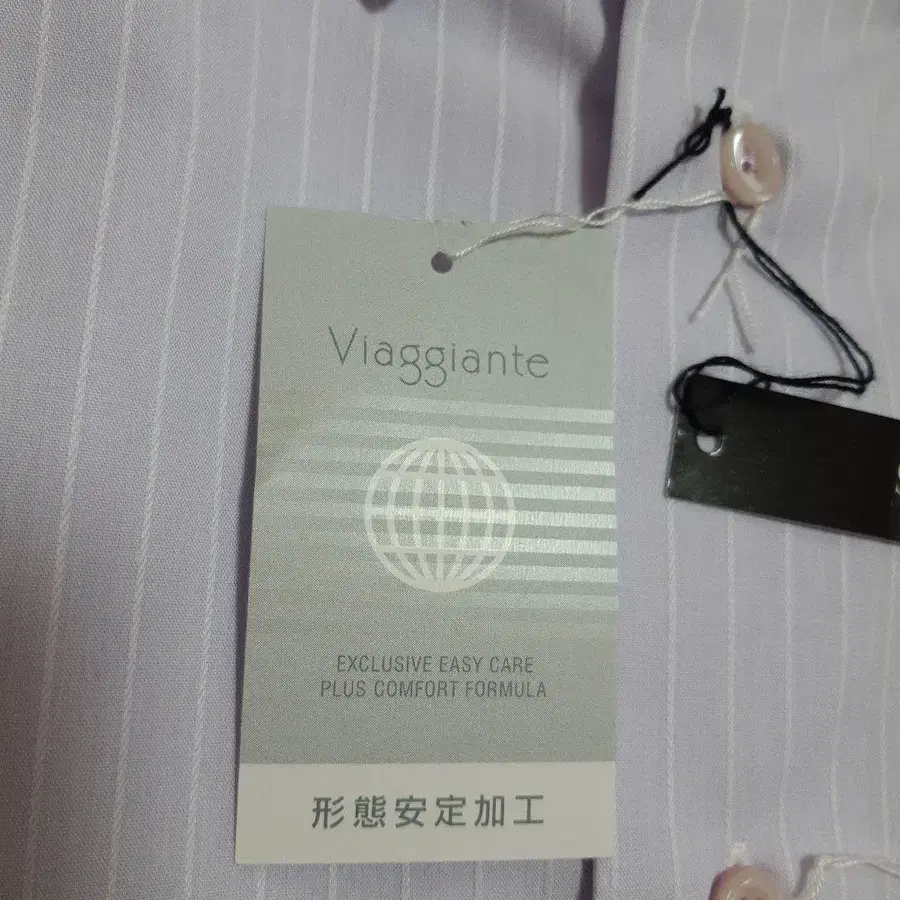 Viaggiante
EXCLUSIVE EASY CARE
PLUS COMFORT FORMULA
形態安定加工